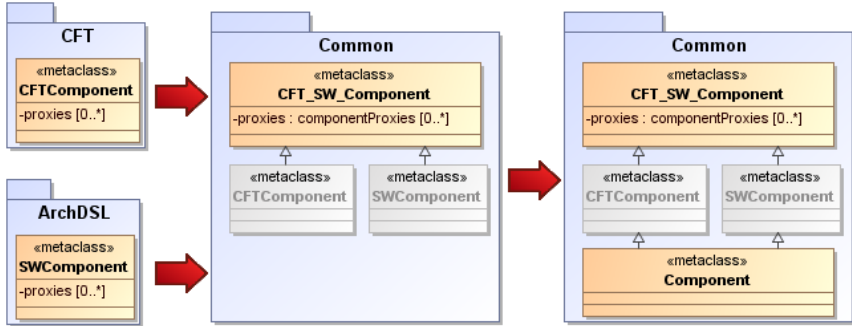 CFT
«metaclass»
CFTComponent
-proxies [0..*]
ArchDSL
«metaclass»
SWComponent
-proxies [0..*]
Common
«metaclass»
CFT_SW_Component
-proxies : componentProxies [0..*]
«metaclass»
CFTComponent
«metaclass»
SWComponent
Common
«metaclass»
CFT_SW_Component
-proxies : componentProxies [0..*]
«metaclass»
CFTComponent
«metaclass»
SWComponent
«metaclass»
Component